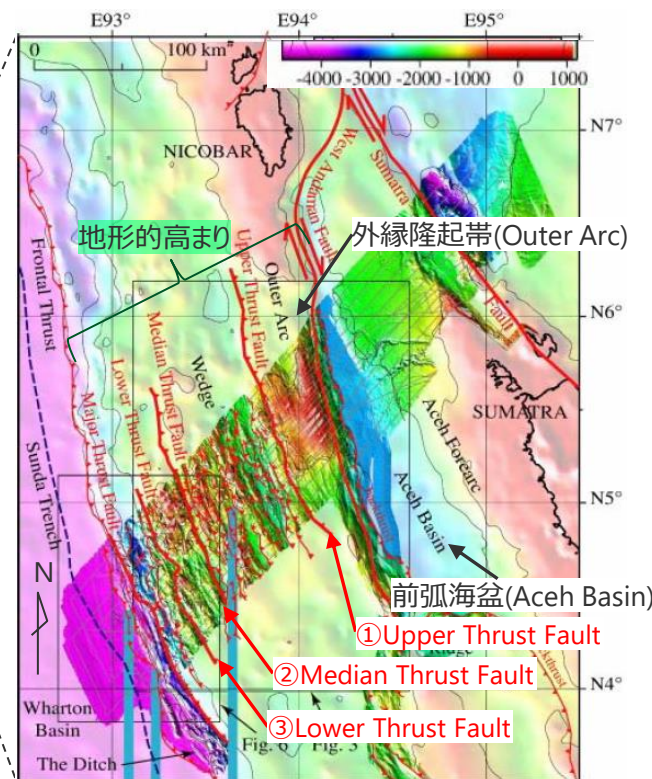 E93° E94° E95°
0 100 km
-4000 -3000 -2000 -1000 0 1000
N7°
NICOBAR
West Andaman Fault
Sumatra
Fault
地形的高まり
外縁隆起帯(Outer Arc)
Frontal Thrust
Upper Thrust Fault
Outer Arc
N6°
Median Thrust Fault
Wedge
Lower Thrust Fault
Major Thrust Fault
SUMATRA
Aceh Forearc
Sunda Trench
Aceh Basin
N5°
N
前弧海盆(Aceh Basin)
①Upper Thrust Fault
②Median Thrust Fault
③Lower Thrust Fault
N4°
Wharton
Basin
The Ditch
Fig. 6